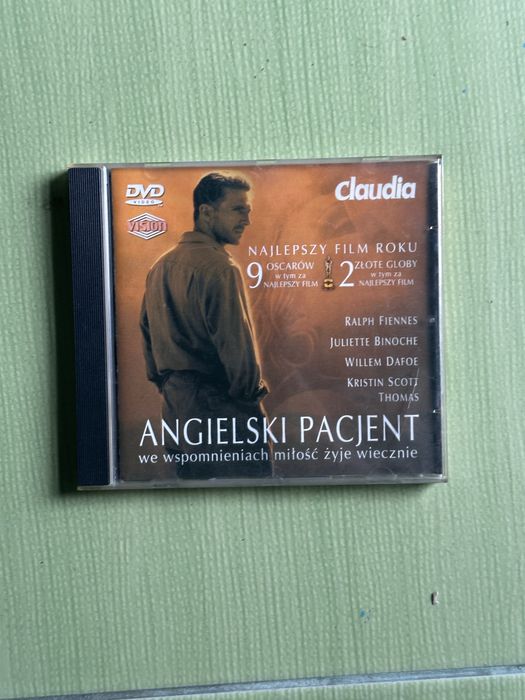 DVD
VIDEO
VISION
Claudia
NAJLEPSZY FILM ROKU
9 OSCARÓW
w tym za
NAJLEPSZY FILM
2 ZŁOTE GLOBY
w tym za
NAJLEPSZY FILM
RALPH FIENNES
JULIETTE BINOCHE
WILLEM DAFOE
KRISTIN SCOTT
THOMAS
ANGIELSKI PACJENT
we wspomnieniach miłość żyje wiecznie